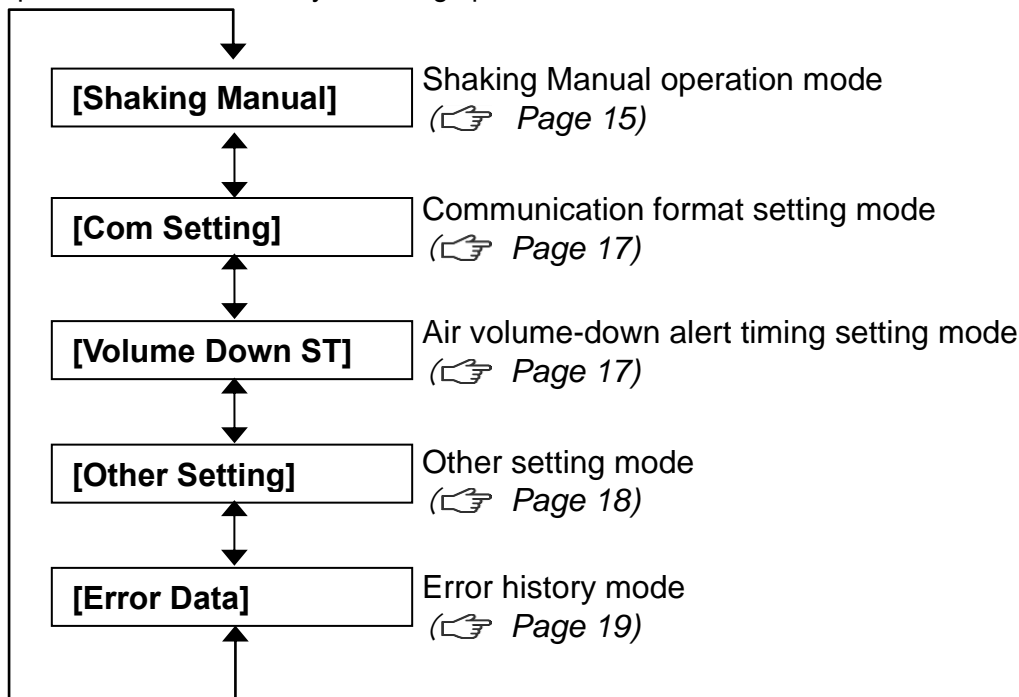 [Shaking Manual]
Shaking Manual operation mode
(☞ Page 15)
[Com Setting]
Communication format setting mode
(☞ Page 17)
[Volume Down ST]
Air volume-down alert timing setting mode
(☞ Page 17)
[Other Setting]
Other setting mode
(☞ Page 18)
[Error Data]
Error history mode
(☞ Page 19)